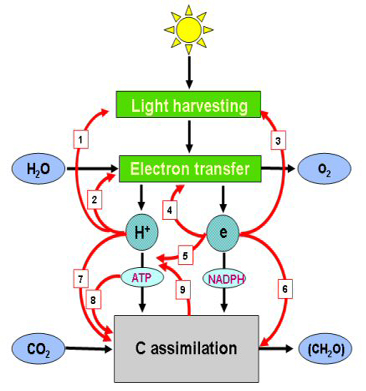 Light harvesting
1
3
H₂O
Electron transfer
O₂
2
4
H⁺
e
5
7
ATP
NADPH
8
9
6
CO₂
C assimilation
(CH₂O)